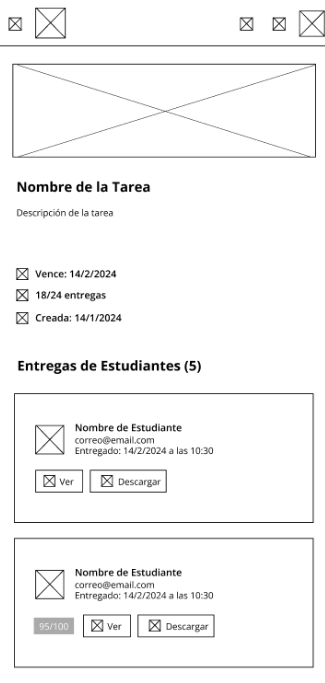 Nombre de la Tarea
Descripción de la tarea
Vence: 14/2/2024
18/24 entregas
Creada: 14/1/2024
Entregas de Estudiantes (5)
Nombre de Estudiante
correo@email.com
Entregado: 14/2/2024 a las 10:30
Ver Descargar
Nombre de Estudiante
correo@email.com
Entregado: 14/2/2024 a las 10:30
95/100 Ver Descargar